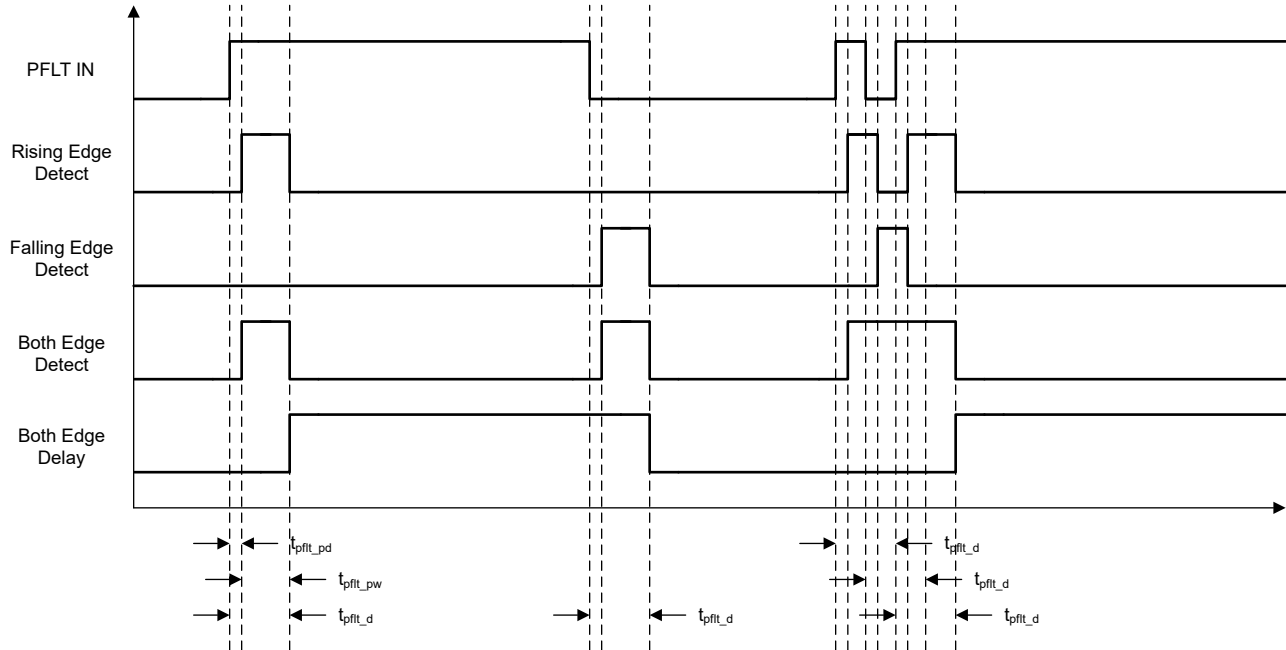 PFLT IN
Rising Edge
Detect
Falling Edge
Detect
Both Edge
Detect
Both Edge
Delay
tpflt_pd
tpflt_d
tpflt_pw
tpflt_d
tpflt_d
tpflt_d
tpflt_d